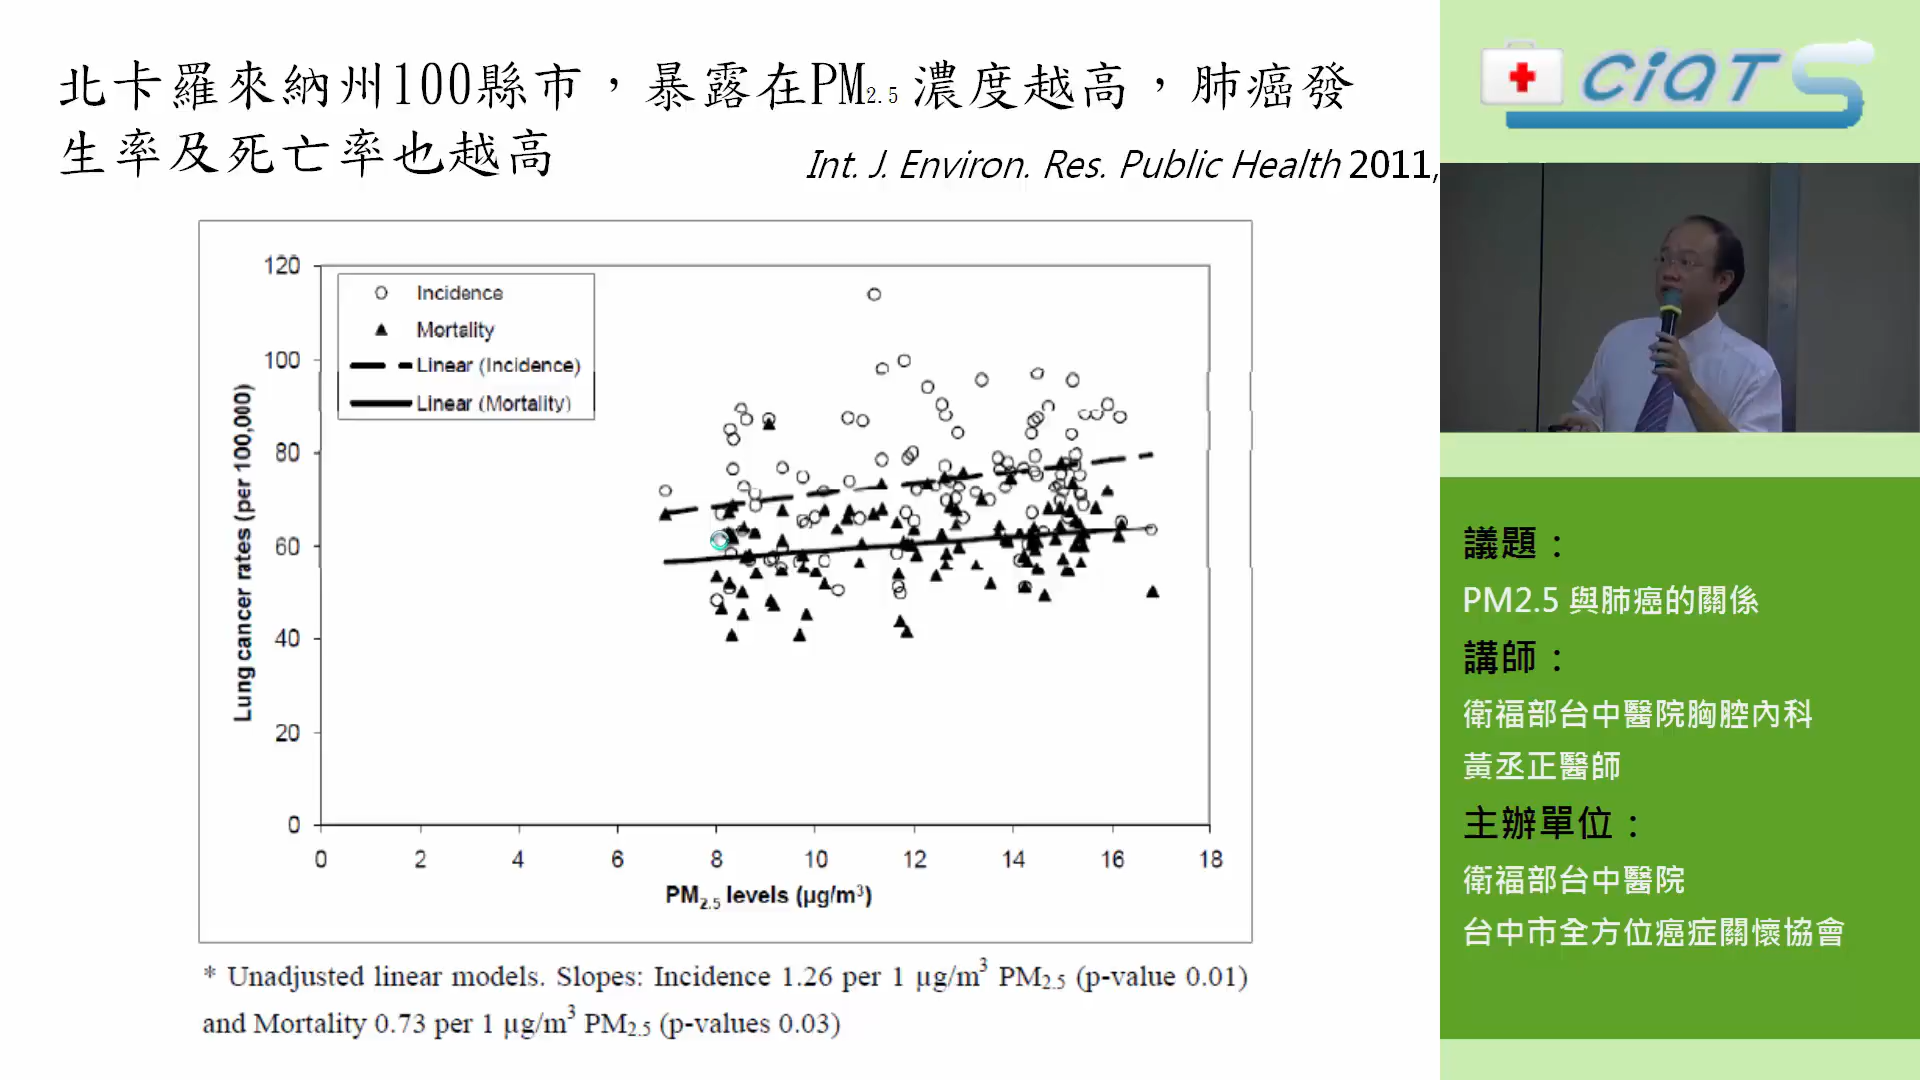 北卡羅來納州100縣市，暴露在PM2.5 濃度越高，肺癌發
生率及死亡率也越高
Int. J. Environ. Res. Public Health 2011,
120
100
80
60
40
20
0
Incidence
Mortality
Linear (Incidence)
Linear (Mortality)
Lung cancer rates (per 100,000)
0 2 4 6 8 10 12 14 16 18
PM2.5 levels (µg/m³)
* Unadjusted linear models. Slopes: Incidence 1.26 per 1 µg/m³ PM2.5 (p-value 0.01)
and Mortality 0.73 per 1 µg/m³ PM2.5 (p-values 0.03)
CiaTS
議題：
PM2.5 與肺癌的關係
講師：
衛福部台中醫院胸腔內科
黃丞正醫師
主辦單位：
衛福部台中醫院
台中市全方位癌症關懷協會